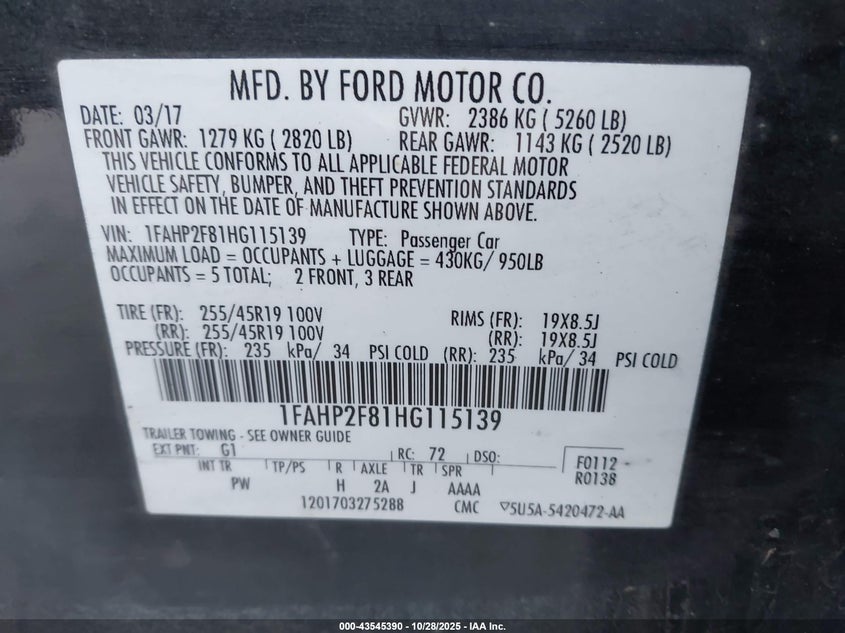 MFD. BY FORD MOTOR CO.
DATE: 03/17 GVWR: 2386 KG ( 5260 LB)
FRONT GAWR: 1279 KG ( 2820 LB) REAR GAWR: 1143 KG ( 2520 LB)
THIS VEHICLE CONFORMS TO ALL APPLICABLE FEDERAL MOTOR
VEHICLE SAFETY, BUMPER, AND THEFT PREVENTION STANDARDS
IN EFFECT ON THE DATE OF MANUFACTURE SHOWN ABOVE.
VIN: 1FAHP2F81HG115139 TYPE: Passenger Car
MAXIMUM LOAD = OCCUPANTS + LUGGAGE = 430KG/ 950LB
OCCUPANTS = 5 TOTAL; 2 FRONT, 3 REAR
TIRE (FR): 255/45R19 100V RIMS (FR): 19X8.5J
(RR): 255/45R19 100V (RR): 19X8.5J
PRESSURE (FR): 235 kPa/ 34 PSI COLD (RR): 235 kPa/ 34 PSI COLD
1FAHP2F81HG115139
TRAILER TOWING - SEE OWNER GUIDE
EXT PNT: G1 RC: 72 DSO: F0112
INT TR TP/PS R AXLE TR SPR R0138
PW H 2A J AAAA
1201703275288 CMC ▽5U5A-5420472-AA
000-43545390 - 10/28/2025 - IAA Inc.